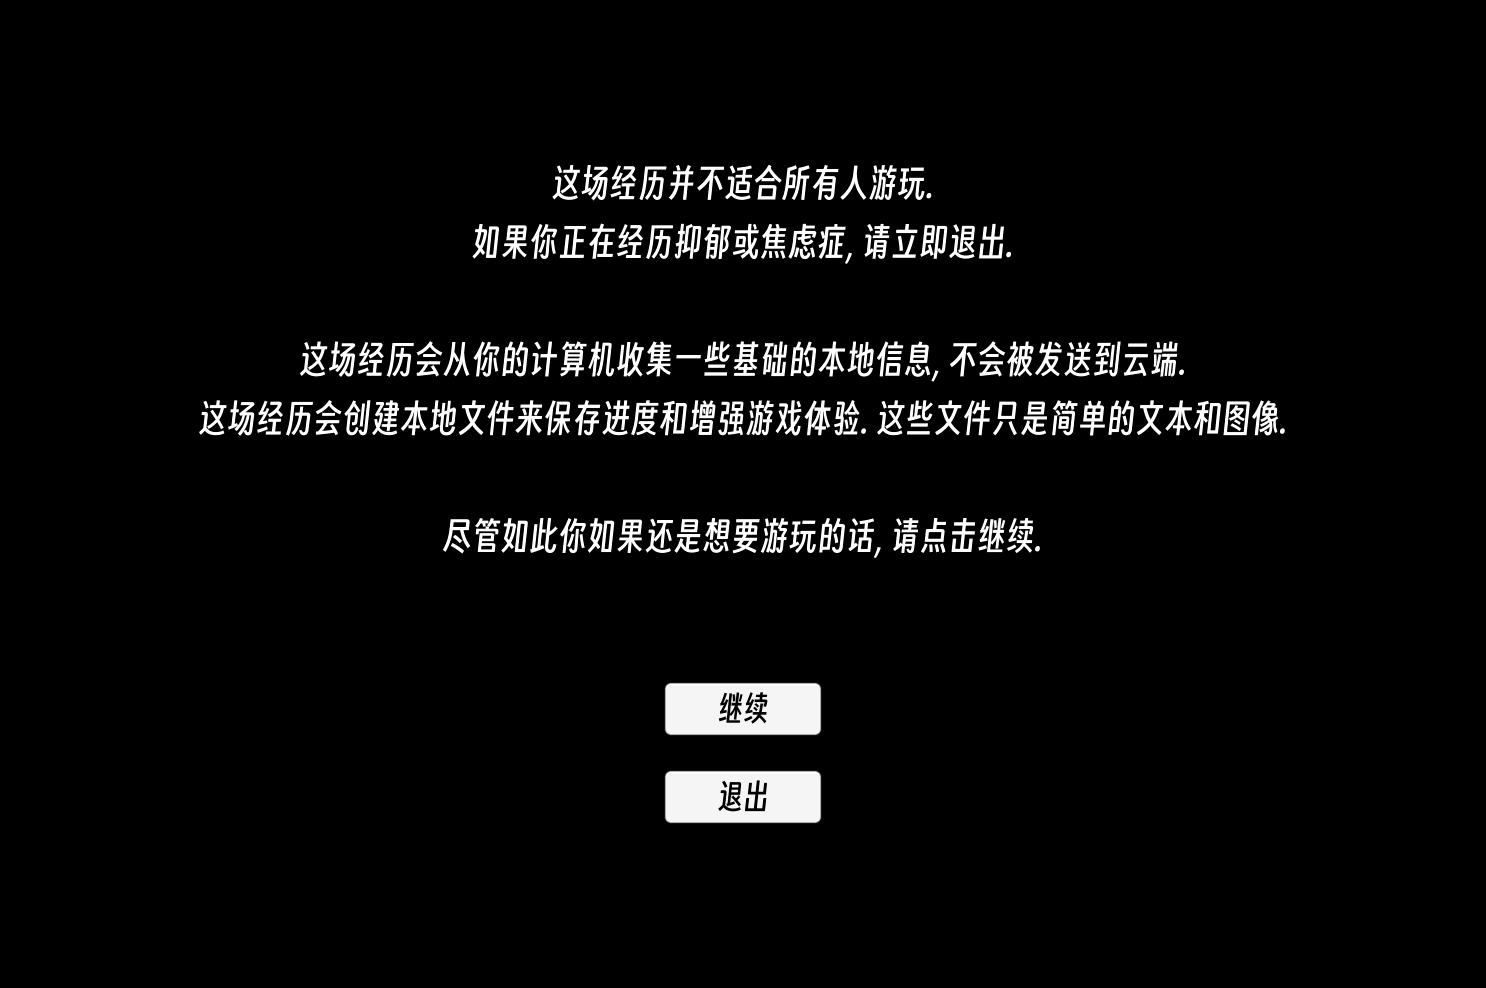 这场经历并不适合所有人游玩.
如果你正在经历抑郁或焦虑症, 请立即退出.
这场经历会从你的计算机收集一些基础的本地信息, 不会被发送到云端.
这场经历会创建本地文件来保存进度和增强游戏体验. 这些文件只是简单的文本和图像.
尽管如此你如果还是想要游玩的话, 请点击继续.
继续
退出